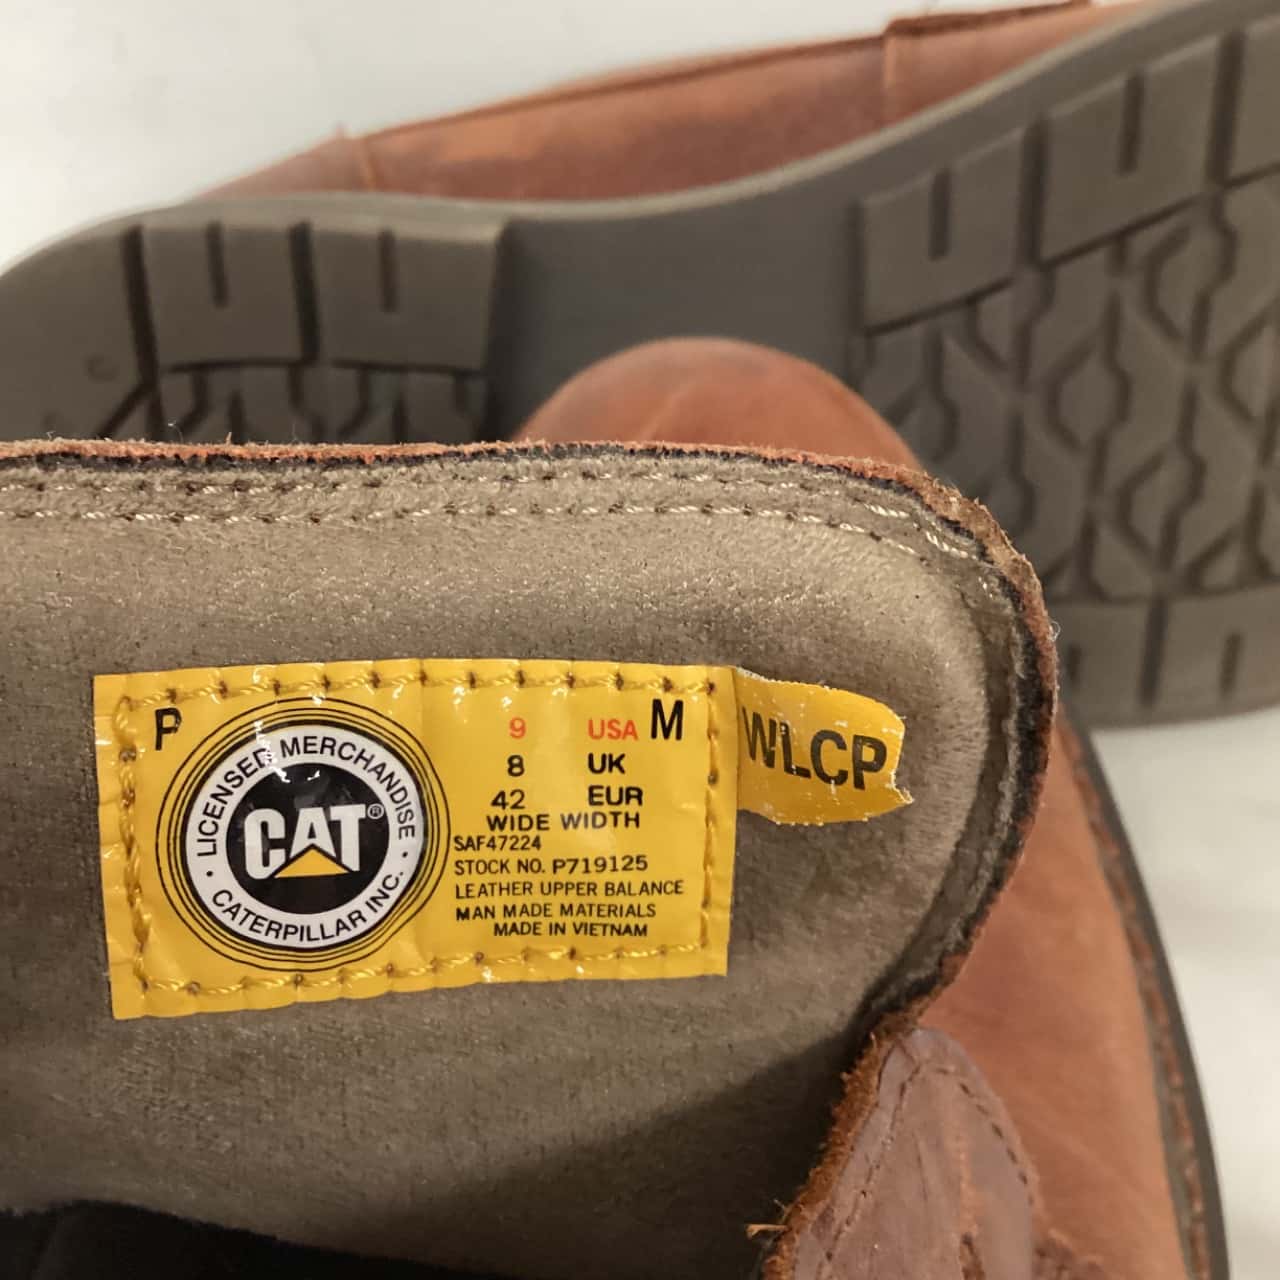 P
LICENSED MERCHANDISE
CAT®
· CATERPILLAR INC. ·
9 USA M
8 UK
42 EUR
WIDE WIDTH
SAF47224
STOCK NO. P719125
LEATHER UPPER BALANCE
MAN MADE MATERIALS
MADE IN VIETNAM
WLCP